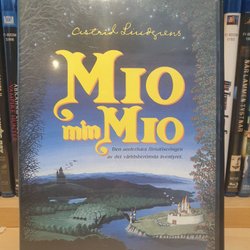 Astrid Lindgrens
MIO
min
MIO
Den underbara filmatiseringen
av det världsberömda äventyret.